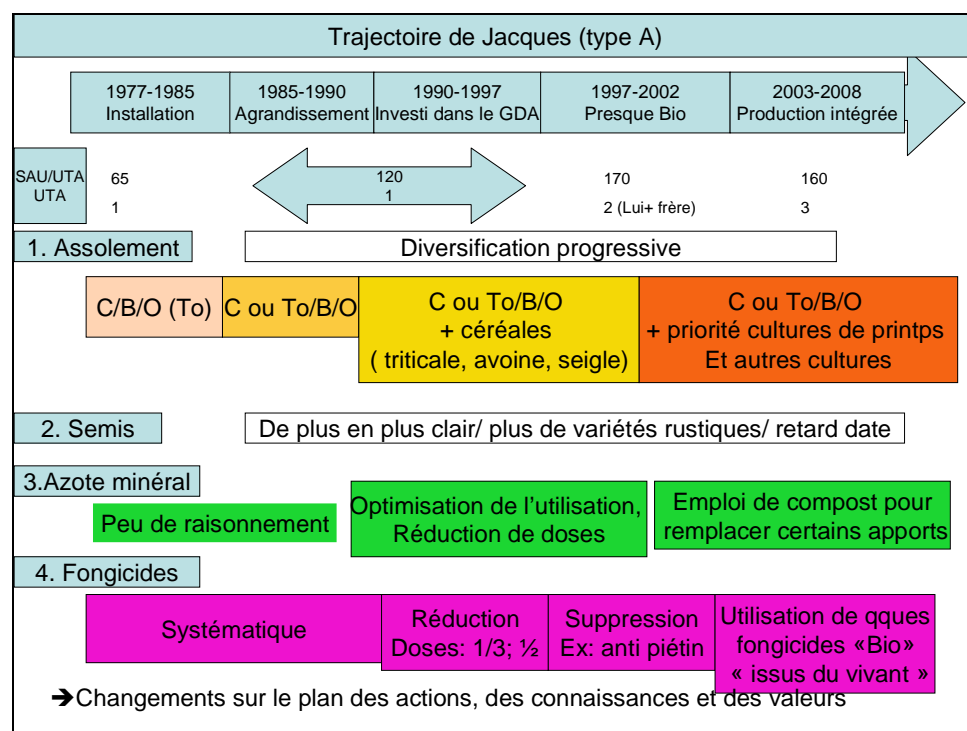 Trajectoire de Jacques (type A)
1977-1985
Installation
1985-1990
Agrandissement
1990-1997
Investi dans le GDA
1997-2002
Presque Bio
2003-2008
Production intégrée
SAU/UTA
UTA
65
1
120
1
170
2 (Lui+ frère)
160
3
1. Assolement
Diversification progressive
C/B/O (To)
C ou To/B/O
C ou To/B/O
+ céréales
( triticale, avoine, seigle)
C ou To/B/O
+ priorité cultures de printps
Et autres cultures
2. Semis
De plus en plus clair/ plus de variétés rustiques/ retard date
3.Azote minéral
Peu de raisonnement
Optimisation de l’utilisation,
Réduction de doses
Emploi de compost pour
remplacer certains apports
4. Fongicides
Systématique
Réduction
Doses: 1/3; ½
Suppression
Ex: anti piétin
Utilisation de qques
fongicides «Bio»
« issus du vivant »
➔Changements sur le plan des actions, des connaissances et des valeurs